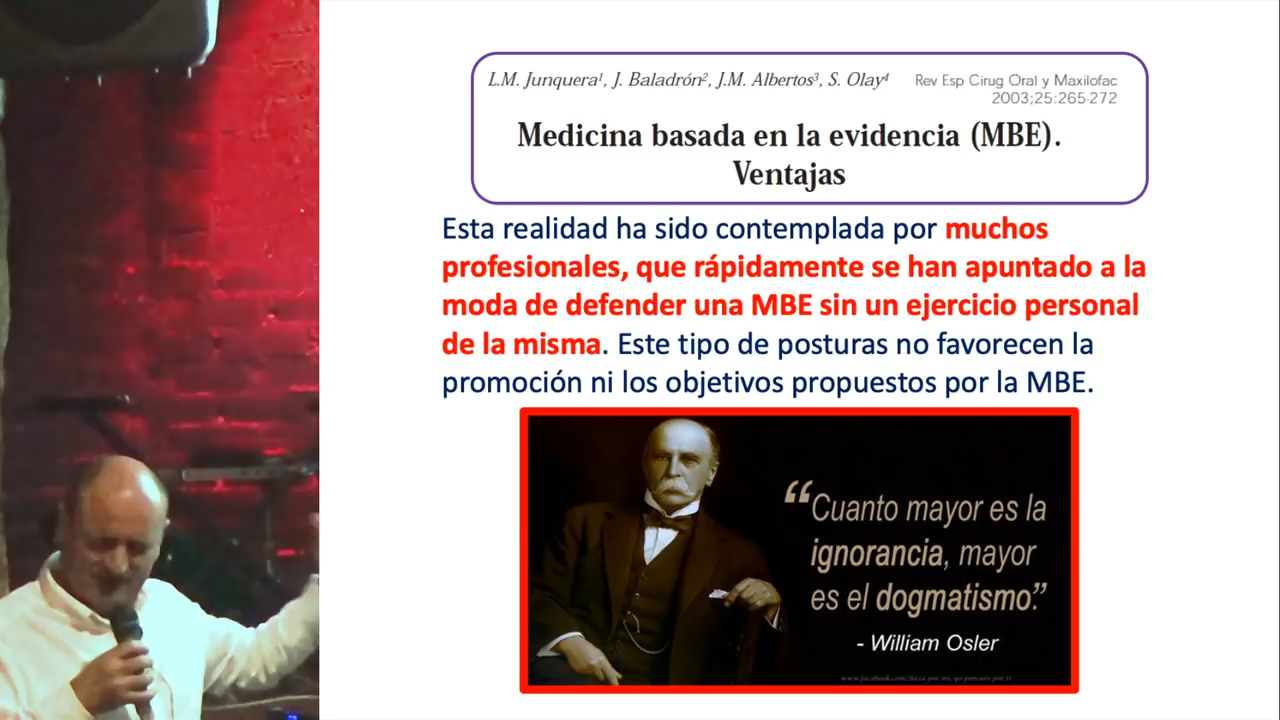 L.M. Junquera¹, J. Baladrón², J.M. Albertos³, S. Olay⁴
Rev Esp Cirug Oral y Maxilofac
2003;25:265-272
Medicina basada en la evidencia (MBE).
Ventajas
Esta realidad ha sido contemplada por muchos
profesionales, que rápidamente se han apuntado a la
moda de defender una MBE sin un ejercicio personal
de la misma. Este tipo de posturas no favorecen la
promoción ni los objetivos propuestos por la MBE.
“Cuanto mayor es la
ignorancia, mayor
es el dogmatismo.”
- William Osler